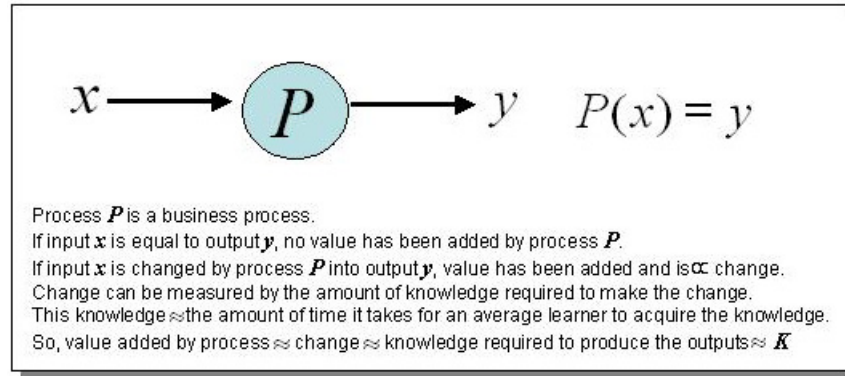 x P y P(x) = y
Process P is a business process.
If input x is equal to output y, no value has been added by process P.
If input x is changed by process P into output y, value has been added and is ∝ change.
Change can be measured by the amount of knowledge required to make the change.
This knowledge ≈ the amount of time it takes for an average learner to acquire the knowledge.
So, value added by process ≈ change ≈ knowledge required to produce the outputs ≈ K